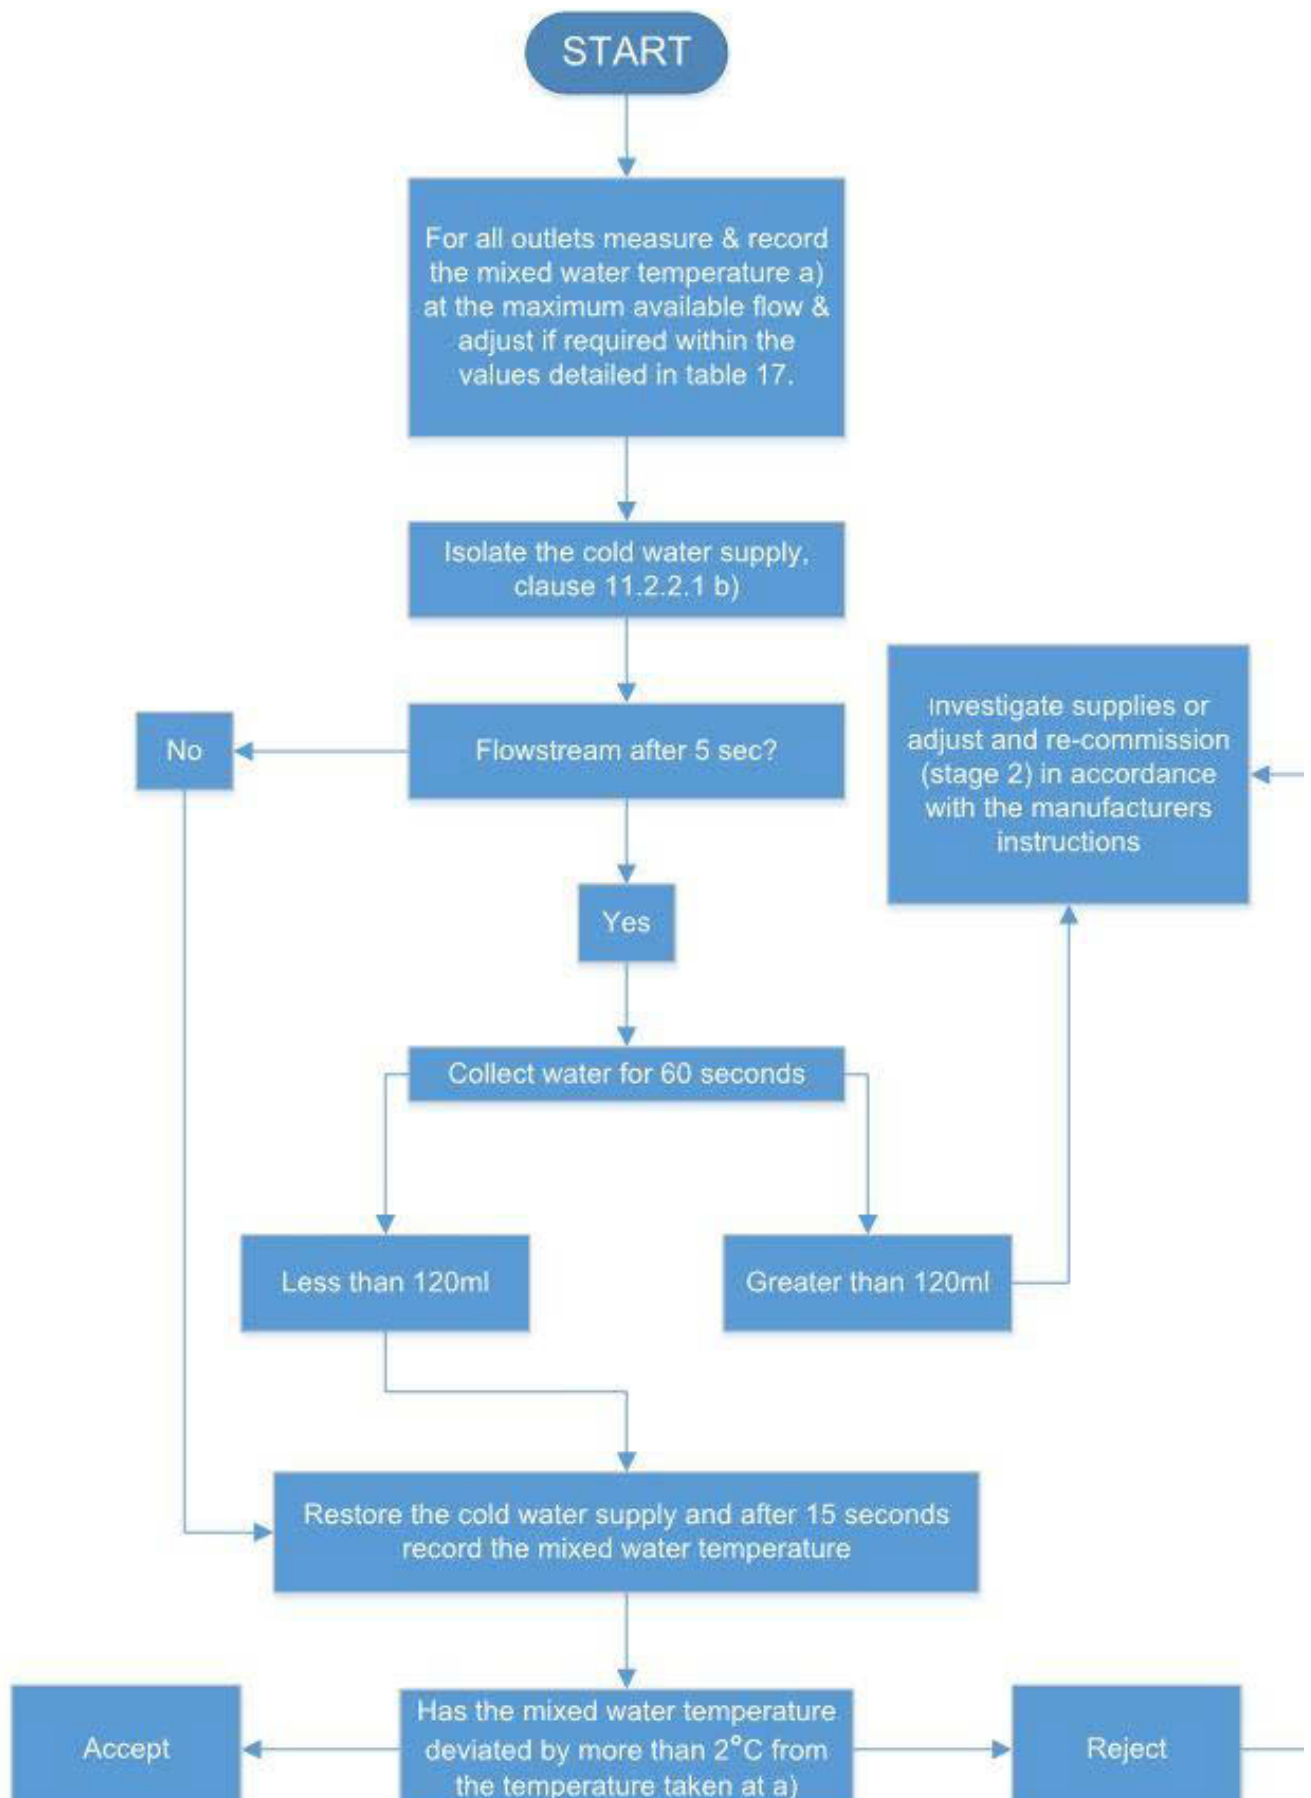 START
For all outlets measure & record
the mixed water temperature a)
at the maximum available flow &
adjust if required within the
values detailed in table 17.
Isolate the cold water supply,
clause 11.2.2.1 b)
Investigate supplies or
adjust and re-commission
(stage 2) in accordance
with the manufacturers
instructions
No
Flowstream after 5 sec?
Yes
Collect water for 60 seconds
Less than 120ml
Greater than 120ml
Restore the cold water supply and after 15 seconds
record the mixed water temperature
Accept
Has the mixed water temperature
deviated by more than 2°C from
the temperature taken at a)
Reject